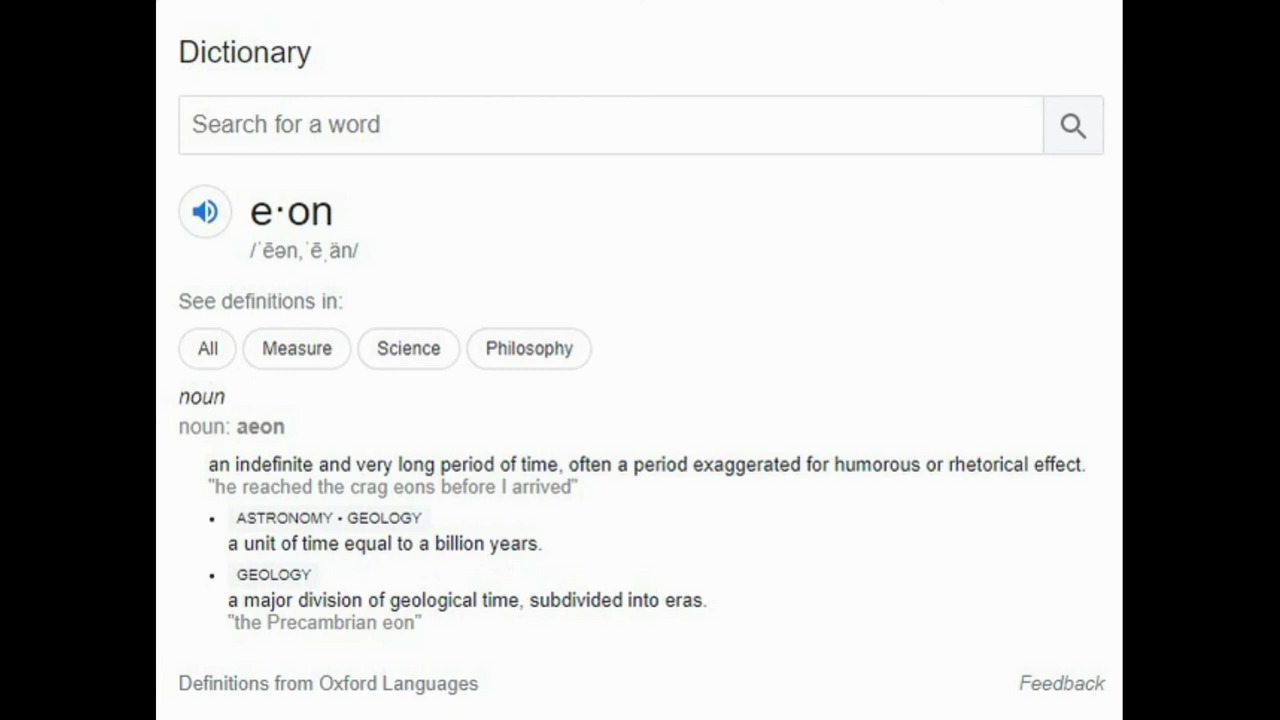 Dictionary
Search for a word
e·on
/ˈēən,ˈēˌän/
See definitions in:
All Measure Science Philosophy
noun
noun: aeon
an indefinite and very long period of time, often a period exaggerated for humorous or rhetorical effect.
"he reached the crag eons before I arrived"
• ASTRONOMY • GEOLOGY
a unit of time equal to a billion years.
• GEOLOGY
a major division of geological time, subdivided into eras.
"the Precambrian eon"
Definitions from Oxford Languages Feedback